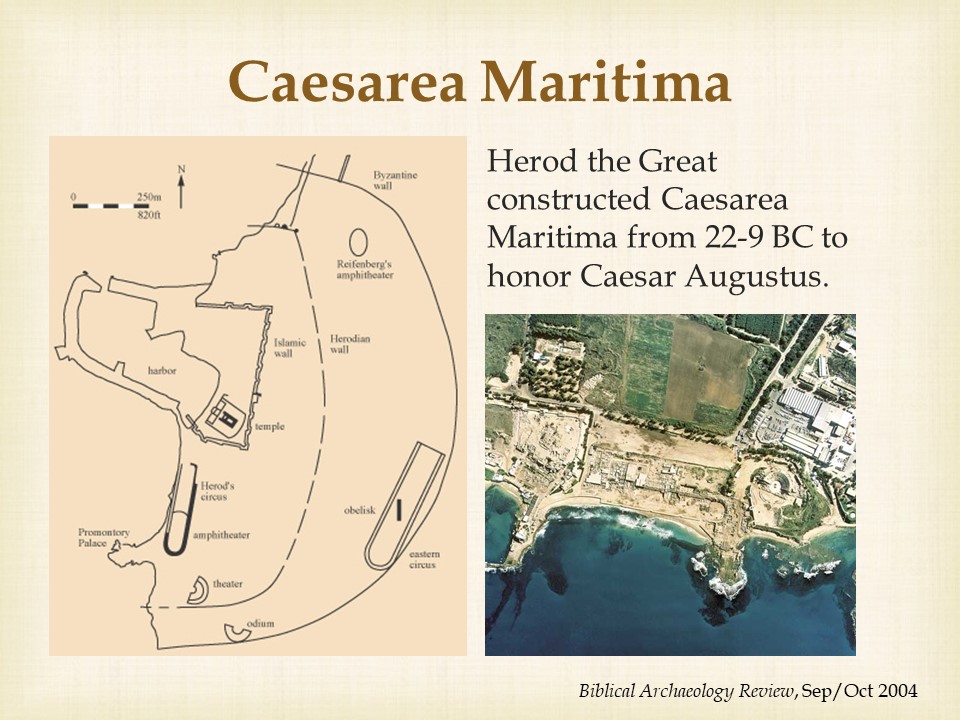 Caesarea Maritima
Herod the Great
constructed Caesarea
Maritima from 22-9 BC to
honor Caesar Augustus.
N
0 250m
820ft
Byzantine
wall
Reifenberg's
amphitheater
Islamic
wall
Herodian
wall
harbor
temple
Herod's
circus
obelisk
Promontory
Palace
amphitheater
eastern
circus
theater
odium
Biblical Archaeology Review, Sep/Oct 2004